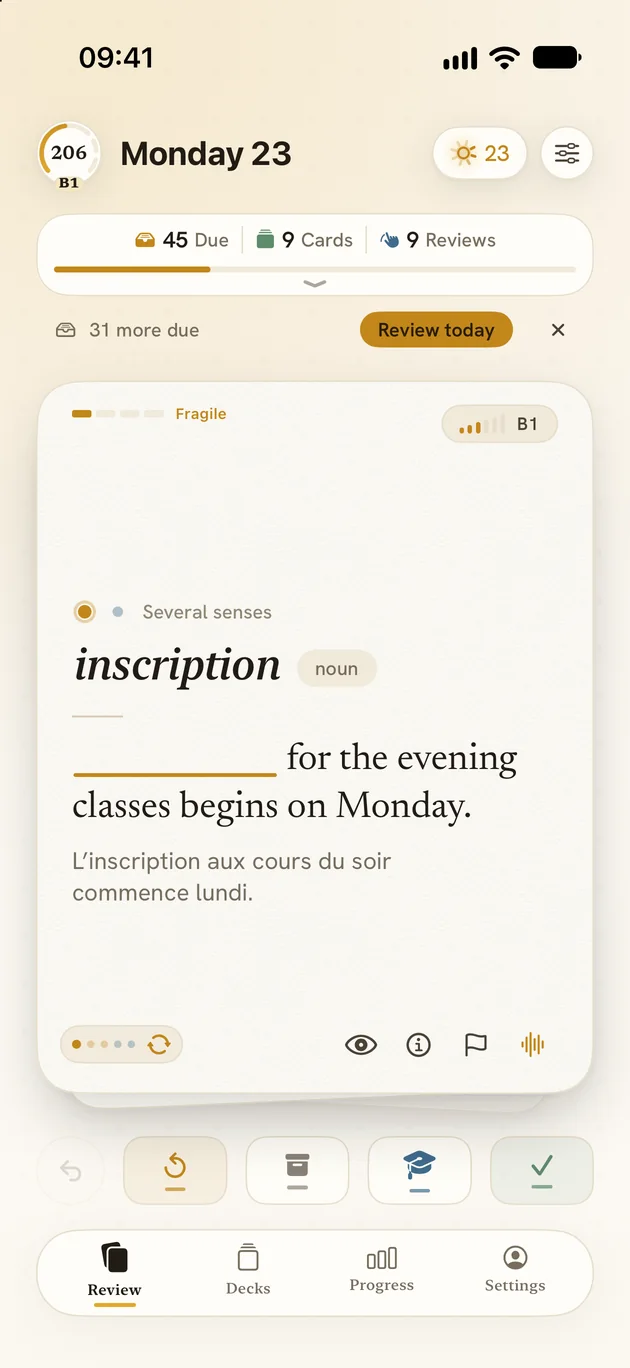 09:41
206
B1
Monday 23
23
45 Due
9 Cards
9 Reviews
31 more due
Review today
Fragile
B1
Several senses
inscription
noun
for the evening
classes begins on Monday.
L’inscription aux cours du soir
commence lundi.
Review
Decks
Progress
Settings